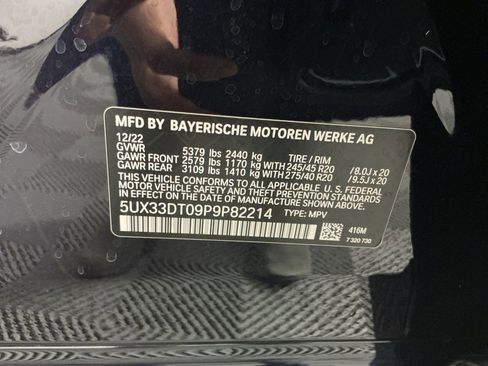 MFD BY BAYERISCHE MOTOREN WERKE AG
12/22
GVWR 5379 lbs 2440 kg TIRE / RIM
GAWR FRONT 2579 lbs 1170 kg WITH 245/45 R20 / 8.0J x 20
GAWR REAR 3109 lbs 1410 kg WITH 275/40 R20 / 9.5J x 20
THIS VEHICLE CONFORMS TO ALL APPLICABLE U.S. FEDERAL
MOTOR VEHICLE SAFETY AND THEFT PREVENTION STANDARDS
IN EFFECT ON THE DATE OF MANUFACTURE SHOWN ABOVE.
5UX33DT09P9P82214 TYPE: MPV
416M
7 320 730